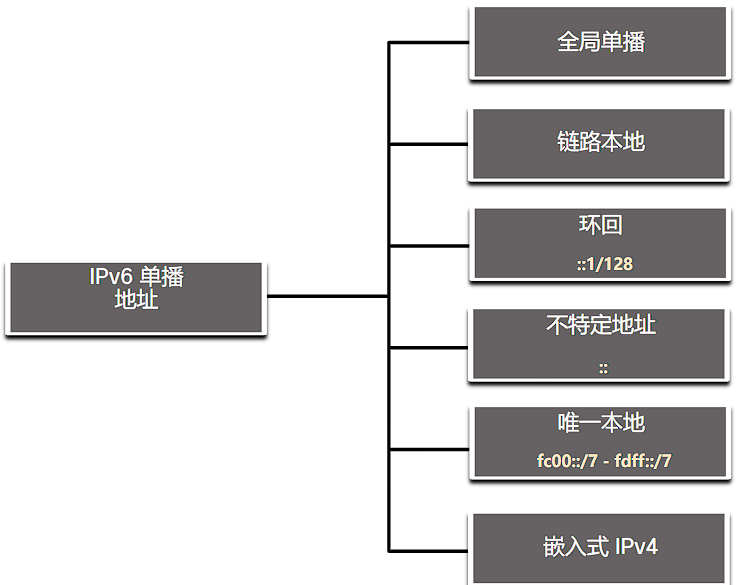 全局单播
链路本地
环回
::1/128
IPv6 单播
地址
不特定地址
::
唯一本地
fc00::/7 - fdff::/7
嵌入式 IPv4